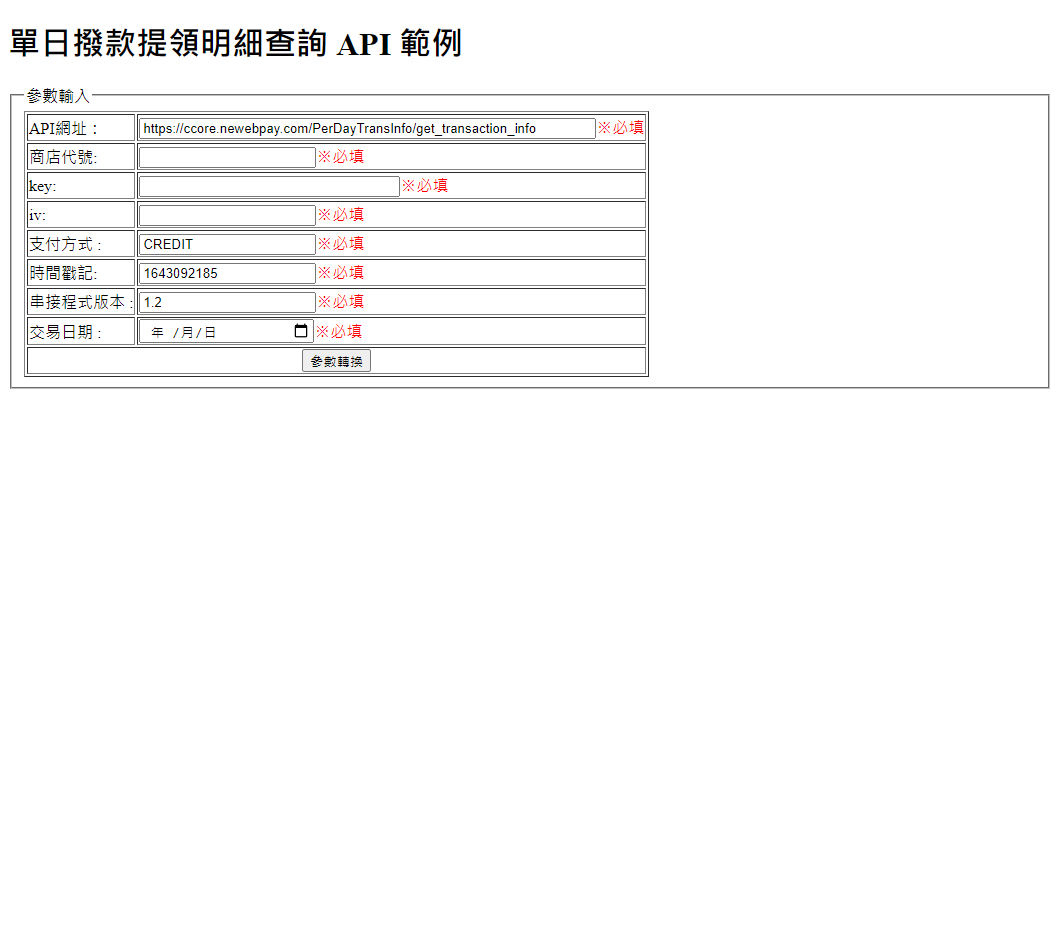 單日撥款提領明細查詢 API 範例
參數輸入
API網址： https://ccore.newebpay.com/PerDayTransInfo/get_transaction_info ※必填
商店代號: ※必填
key: ※必填
iv: ※必填
支付方式 : CREDIT ※必填
時間戳記: 1643092185 ※必填
串接程式版本 : 1.2 ※必填
交易日期 : 年 /月/日 ※必填
參數轉換